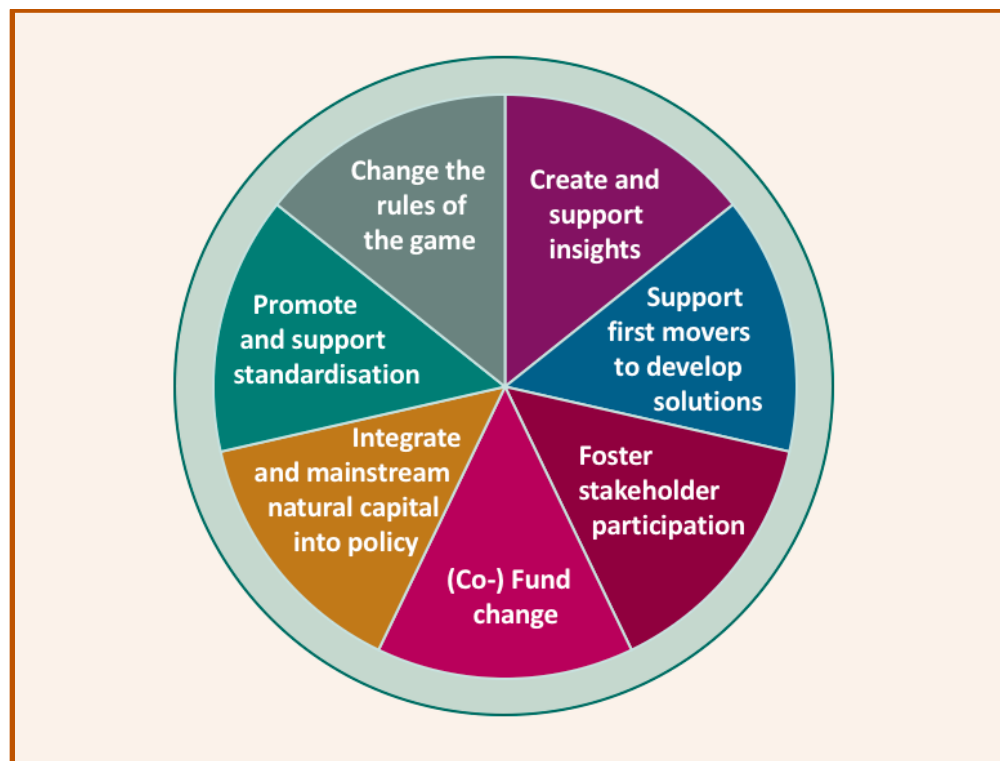 Change the
rules of
the game
Create and
support
insights
Support
first movers
to develop
solutions
Foster
stakeholder
participation
(Co-) Fund
change
Integrate
and mainstream
natural capital
into policy
Promote
and support
standardisation